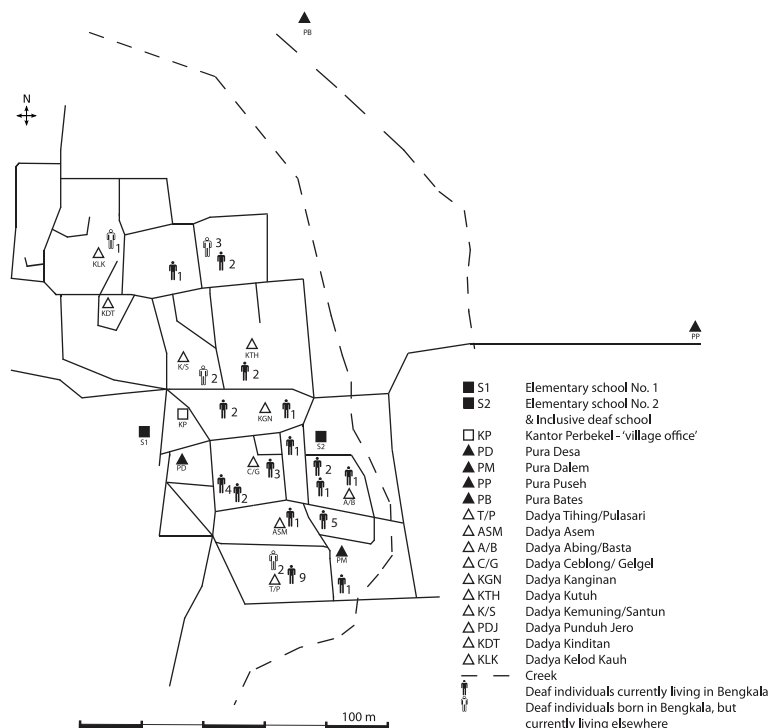 PB
N
3
1
2
KLK
1
KDT
PP
KTH
K/S
2
2
S1 Elementary school No. 1
S2 Elementary school No. 2
& Inclusive deaf school
KP Kantor Perbekel - ‘village office’
PD Pura Desa
PM Pura Dalem
PP Pura Puseh
PB Pura Bates
T/P Dadya Tihing/Pulasari
ASM Dadya Asem
A/B Dadya Abing/Basta
C/G Dadya Ceblong/ Gelgel
KGN Dadya Kanginan
KTH Dadya Kutuh
K/S Dadya Kemuning/Santun
PDJ Dadya Punduh Jero
KDT Dadya Kinditan
KLK Dadya Kelod Kauh
Creek
Deaf individuals currently living in Bengkala
Deaf individuals born in Bengkala, but
currently living elsewhere
2
KGN
1
KP
S1
S2
1
PD
C/G
3
2
1
4
2
1
A/B
ASM
1
5
PM
2
T/P
9
1
100 m